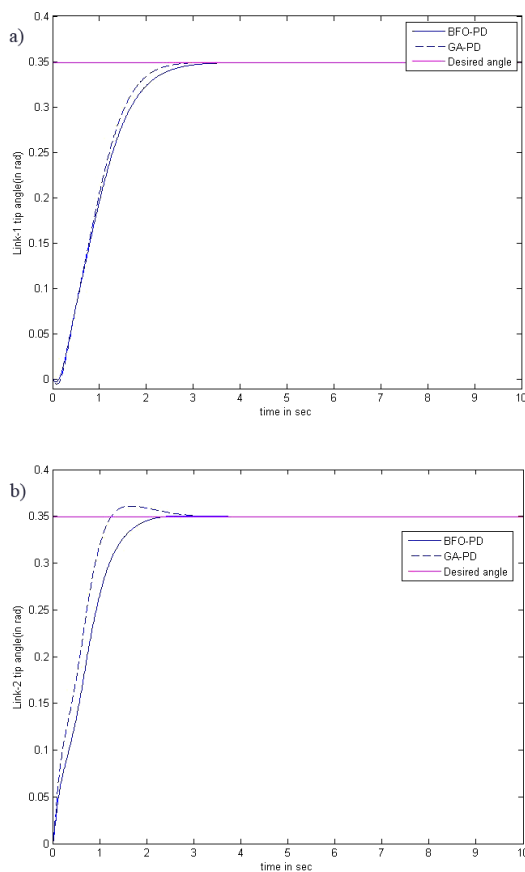 a)
0.4
0.35
0.3
0.25
0.2
0.15
0.1
0.05
0
Link-1 tip angle(in rad)
BFO-PD
GA-PD
Desired angle
0 1 2 3 4 5 6 7 8 9 10
time in sec
b)
0.4
0.35
0.3
0.25
0.2
0.15
0.1
0.05
0
Link-2 tip angle(in rad)
BFO-PD
GA-PD
Desired angle
0 1 2 3 4 5 6 7 8 9 10
time in sec